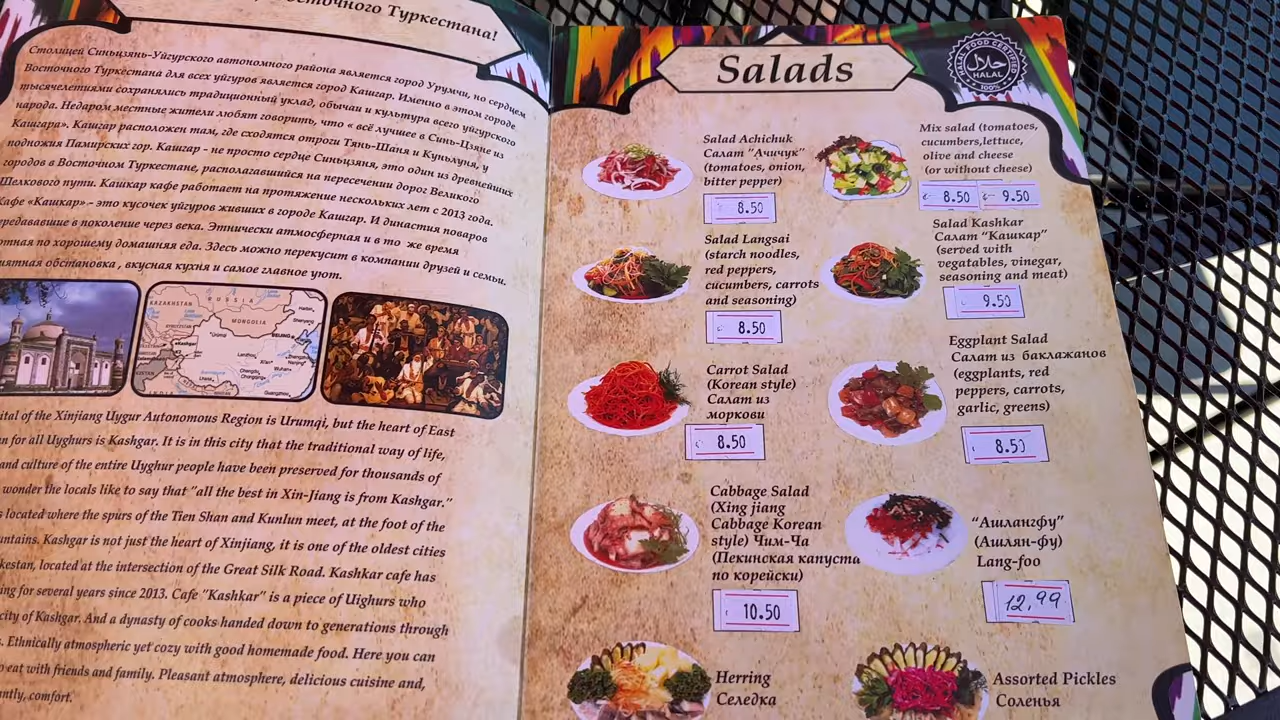 Восточного Туркестана!
Столицей Синьцзянь-Уйгурского автономного района является город Урумчи, но сердцем
Восточного Туркестана для всех уйгуров является город Кашгар. Именно в этом городе
тысячелетиями сохранялись традиционный уклад, обычаи и культура всего уйгурского
народа. Недаром местные жители любят говорить, что « всё лучшее в Синь-Цзяне из
Кашгара». Кашгар расположен там, где сходятся отроги Тянь-Шаня и Куньлуня, у
подножия Памирских гор. Кашгар - не просто сердце Синьцзяня, это один из древнейших
городов в Восточном Туркестане, располагавшийся на пересечении дорог Великого
Шелкового пути. Кашкар кафе работает на протяжение нескольких лет с 2013 года.
Кафе «Кашкар» - это кусочек уйгуров живших в городе Кашгар. И династия поваров
передававшие в поколение через века. Этнически атмосферная и в то же время
по хорошему домашняя еда. Здесь можно перекусит в компании друзей и семьи.
обстановка , вкусная кухня и самое главное уют.
KAZAKHSTAN
RUSSIA
MONGOLIA
ital of the Xinjiang Uygur Autonomous Region is Urumqi, but the heart of East
n for all Uyghurs is Kashgar. It is in this city that the traditional way of life,
and culture of the entire Uyghur people have been preserved for thousands of
wonder the locals like to say that "all the best in Xin-Jiang is from Kashgar."
s located where the spurs of the Tien Shan and Kunlun meet, at the foot of the
untains. Kashgar is not just the heart of Xinjiang, it is one of the oldest cities
kestan, located at the intersection of the Great Silk Road. Kashkar cafe has
ing for several years since 2013. Cafe "Kashkar" is a piece of Uighurs who
city of Kashgar. And a dynasty of cooks handed down to generations through
s. Ethnically atmospheric yet cozy with good homemade food. Here you can
o eat with friends and family. Pleasant atmosphere, delicious cuisine and,
antly, comfort.
Salads
HALAL FOOD CERTIFIED
حلال
HALAL
100%
Salad Achichuk
Салат "Ачичук"
(tomatoes, onion,
bitter pepper)
8.50
Mix salad (tomatoes,
cucumbers,lettuce,
olive and cheese
(or without cheese)
8.50 9.50
Salad Langsai
(starch noodles,
red peppers,
cucumbers, carrots
and seasoning)
8.50
Salad Kashkar
Салат "Кашкар"
(served with
vegatables, vinegar,
seasoning and meat)
9.50
Carrot Salad
(Korean style)
Салат из
моркови
8.50
Eggplant Salad
Салат из баклажанов
(eggplants, red
peppers, carrots,
garlic, greens)
8.50
Cabbage Salad
(Xing jiang
Cabbage Korean
style) Чим-Ча
(Пекинская капуста
по корейски)
10.50
"Ашлангфу"
(Ашлян-фу)
Lang-foo
12,99
Herring
Селедка
Assorted Pickles
Соленья